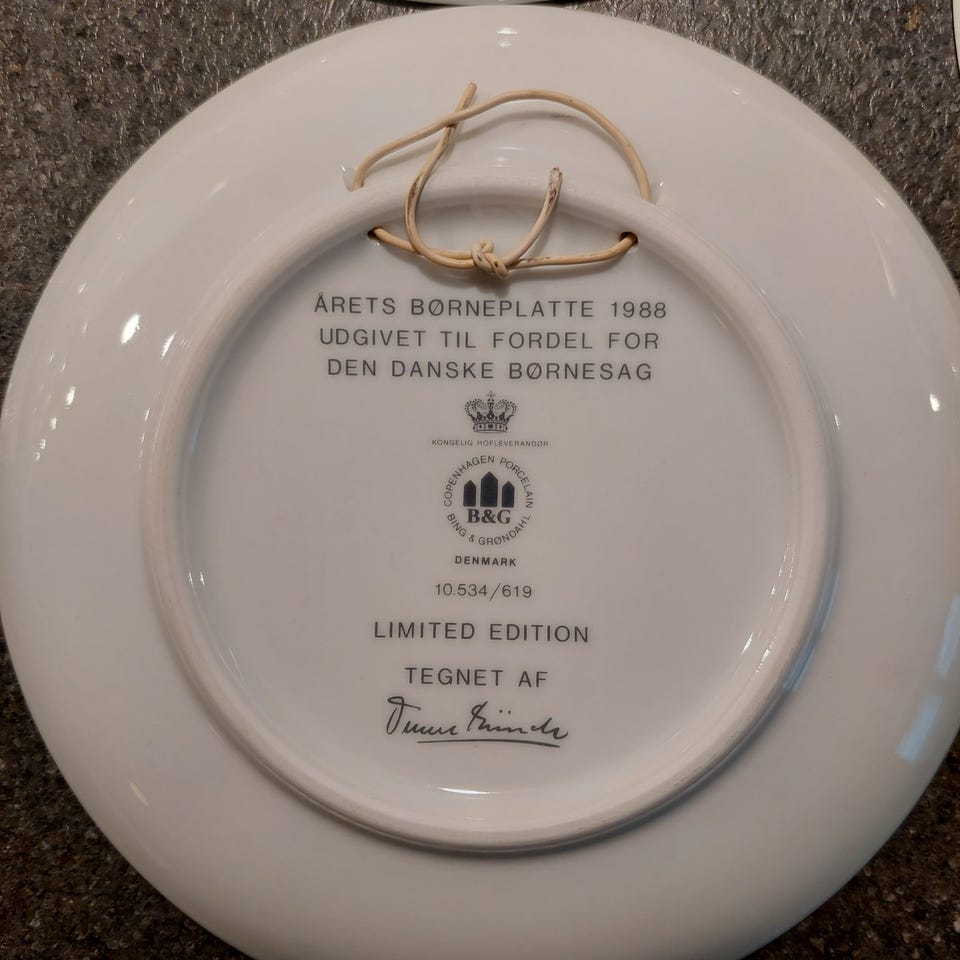 ÅRETS BØRNEPLATTE 1988
UDGIVET TIL FORDEL FOR
DEN DANSKE BØRNESAG
KONGELIG HOFLEVERANDØR
COPENHAGEN PORCELAIN
B&G
BING & GRØNDAHL
DENMARK
10.534/619
LIMITED EDITION
TEGNET AF